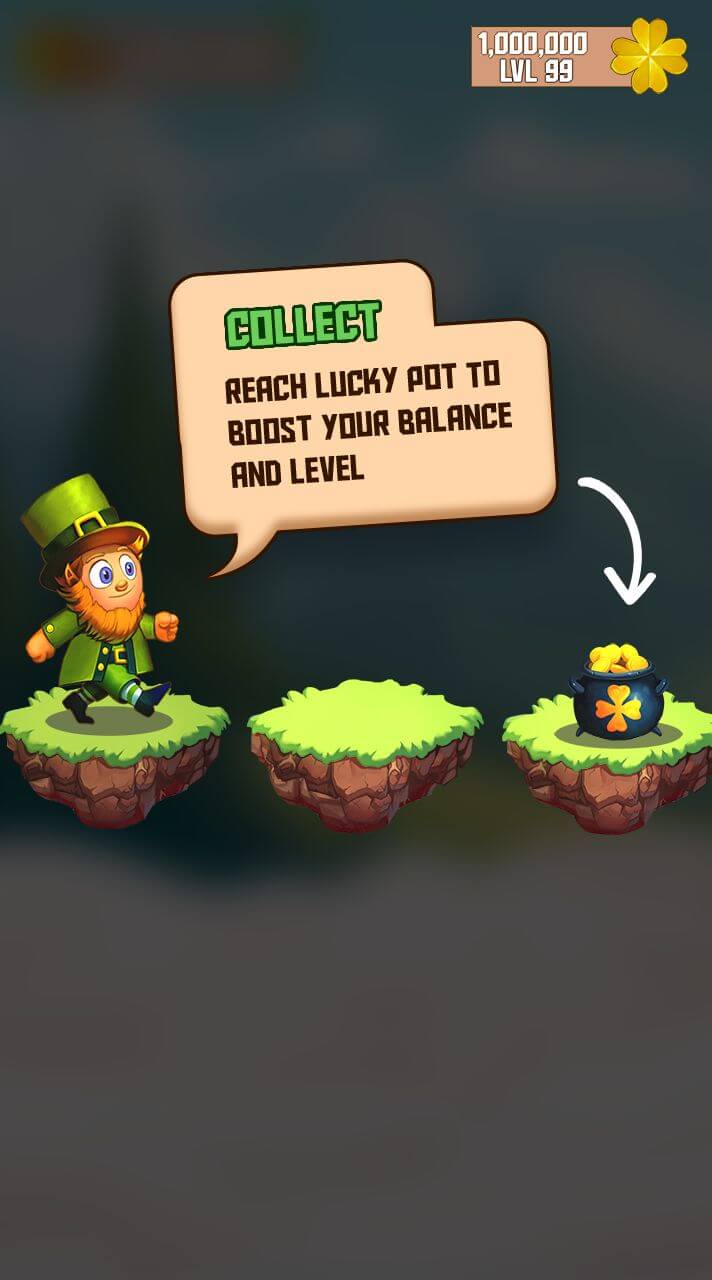 1,000,000
LVL 99
COLLECT
REACH LUCKY POT TO
BOOST YOUR BALANCE
AND LEVEL